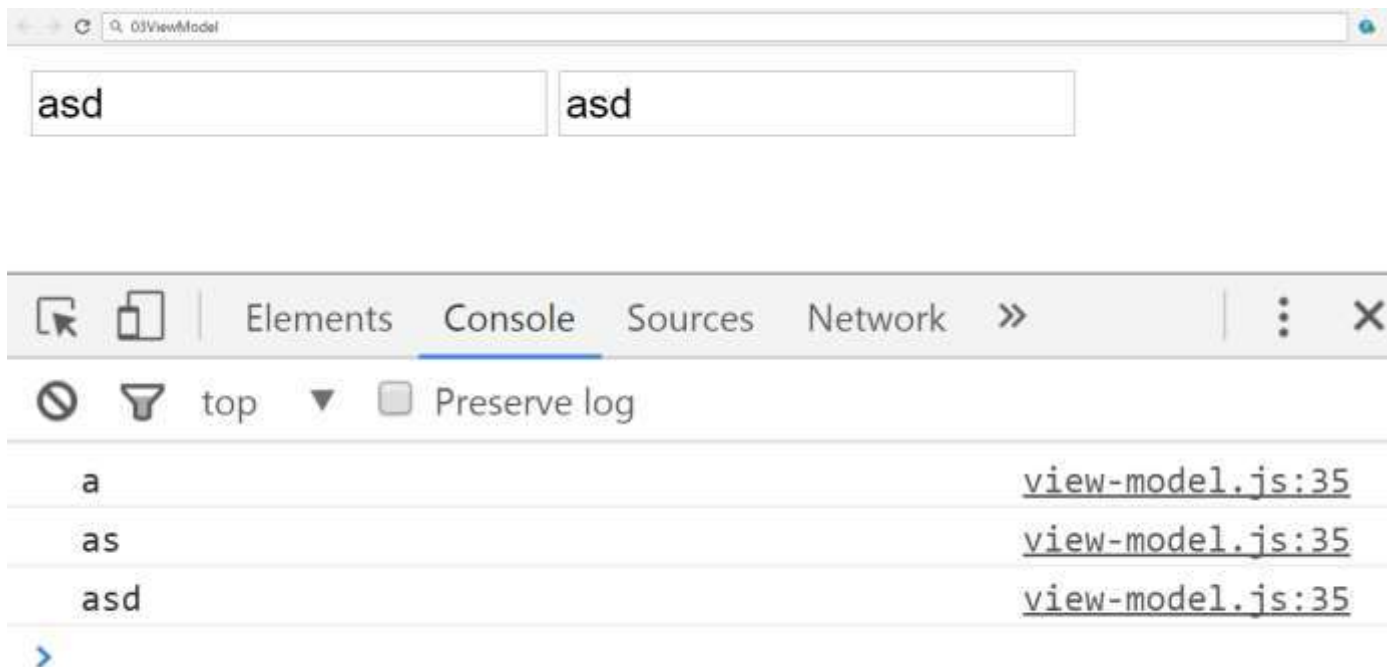 03ViewModel
asd asd
Elements Console Sources Network
top Preserve log
a view-model.js:35
as view-model.js:35
asd view-model.js:35